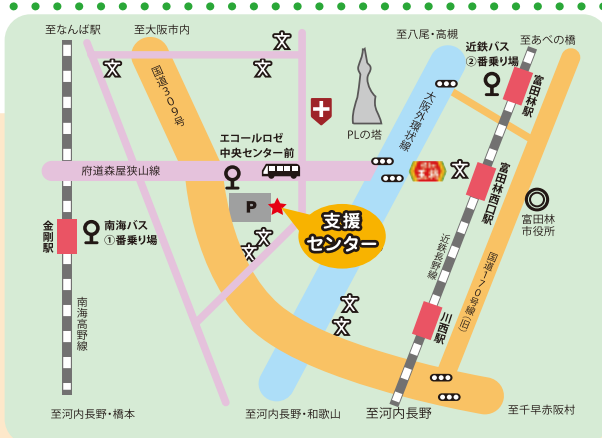 至なんば駅
至大阪市内
至八尾・高槻
近鉄バス
②番乗り場
至あべの橋
国道309号
富田林駅
大阪外環状線
PLの塔
エコールロゼ
中央センター前
府道森屋狭山線
富田林西口駅
P
支援
センター
富田林
市役所
金剛駅
南海バス
①番乗り場
近鉄長野線
国道170号線(旧)
南海高野線
川西駅
至河内長野・橋本
至河内長野・和歌山
至河内長野
至千早赤阪村